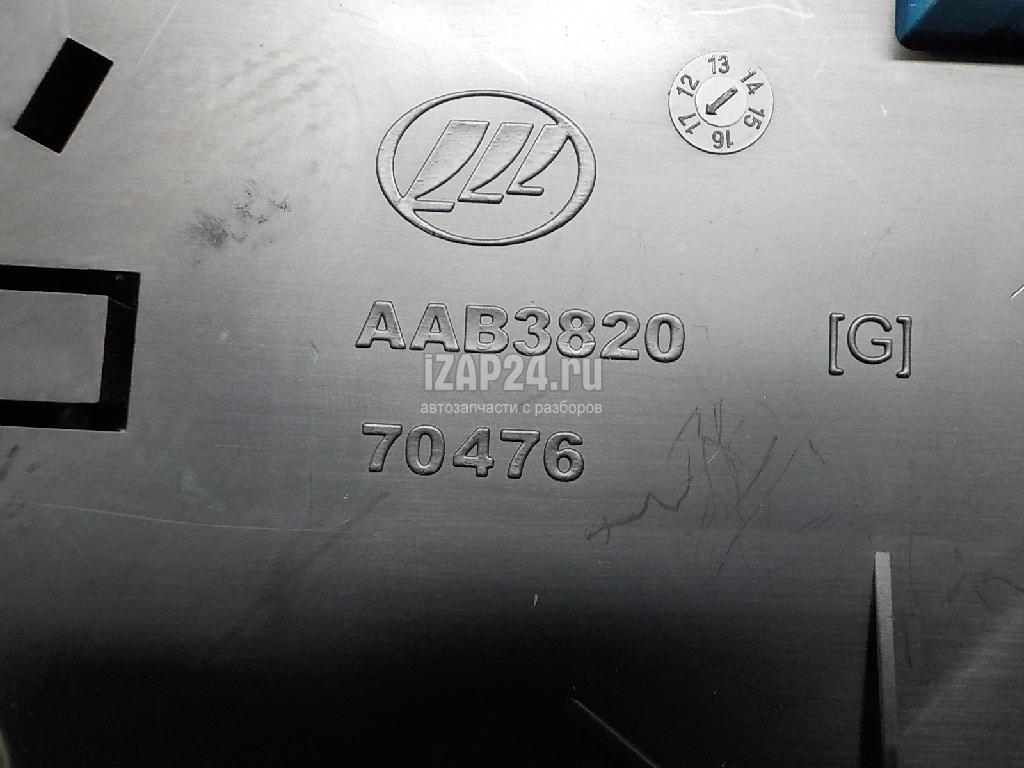 12 13 14 15 16 17
AAB3820
[G]
iZAP24.ru
автозапчасти с разборов
70476